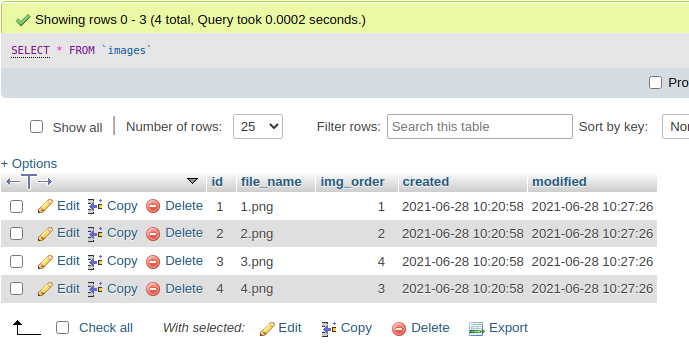 Showing rows 0 - 3 (4 total, Query took 0.0002 seconds.)
SELECT * FROM `images`
Pro
Show all Number of rows: 25 Filter rows: Search this table Sort by key: Non
+ Options
id file_name img_order created modified
Edit Copy Delete 1 1.png 1 2021-06-28 10:20:58 2021-06-28 10:27:26
Edit Copy Delete 2 2.png 2 2021-06-28 10:20:58 2021-06-28 10:27:26
Edit Copy Delete 3 3.png 4 2021-06-28 10:20:58 2021-06-28 10:27:26
Edit Copy Delete 4 4.png 3 2021-06-28 10:20:58 2021-06-28 10:27:26
Check all With selected: Edit Copy Delete Export